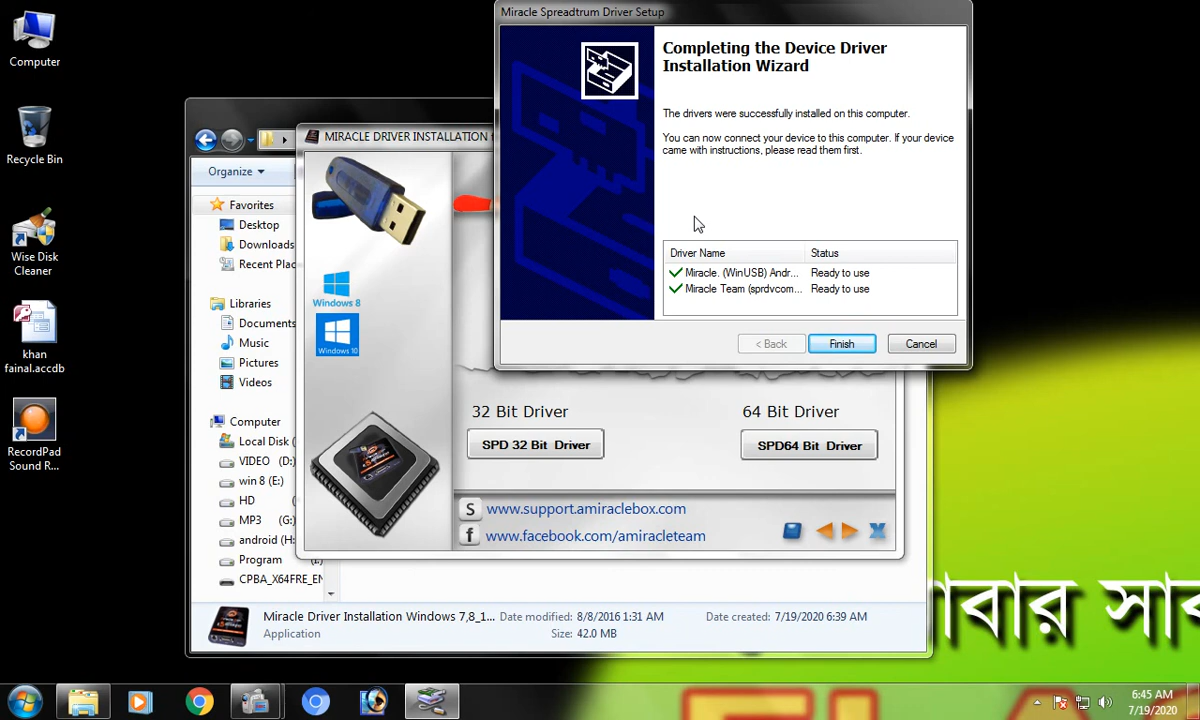 Miracle Spreadtrum Driver Setup
Completing the Device Driver
Installation Wizard
The drivers were successfully installed on this computer.
You can now connect your device to this computer. If your device
came with instructions, please read them first.
Driver Name
Status
Miracle. (WinUSB) Andr...
Ready to use
Miracle Team (sprdvcom...
Ready to use
< Back
Finish
Cancel
Computer
Recycle Bin
Wise Disk
Cleaner
khan
fainal.accdb
RecordPad
Sound R...
MIRACLE DRIVER INSTALLATION
Organize
Favorites
Desktop
Downloads
Recent Plac
Libraries
Documents
Music
Pictures
Videos
Computer
Local Disk (
VIDEO (D:)
win 8 (E:)
HD
MP3 (G:)
android (H:)
Program
CPBA_X64FRE_EN
Windows 8
Windows 10
32 Bit Driver
64 Bit Driver
SPD 32 Bit Driver
SPD64 Bit Driver
S www.support.amiraclebox.com
f www.facebook.com/amiracleteam
Miracle Driver Installation Windows 7,8_1...
Date modified: 8/8/2016 1:31 AM
Date created: 7/19/2020 6:39 AM
Application
Size: 42.0 MB
বার সাব
6:45 AM
7/19/2020